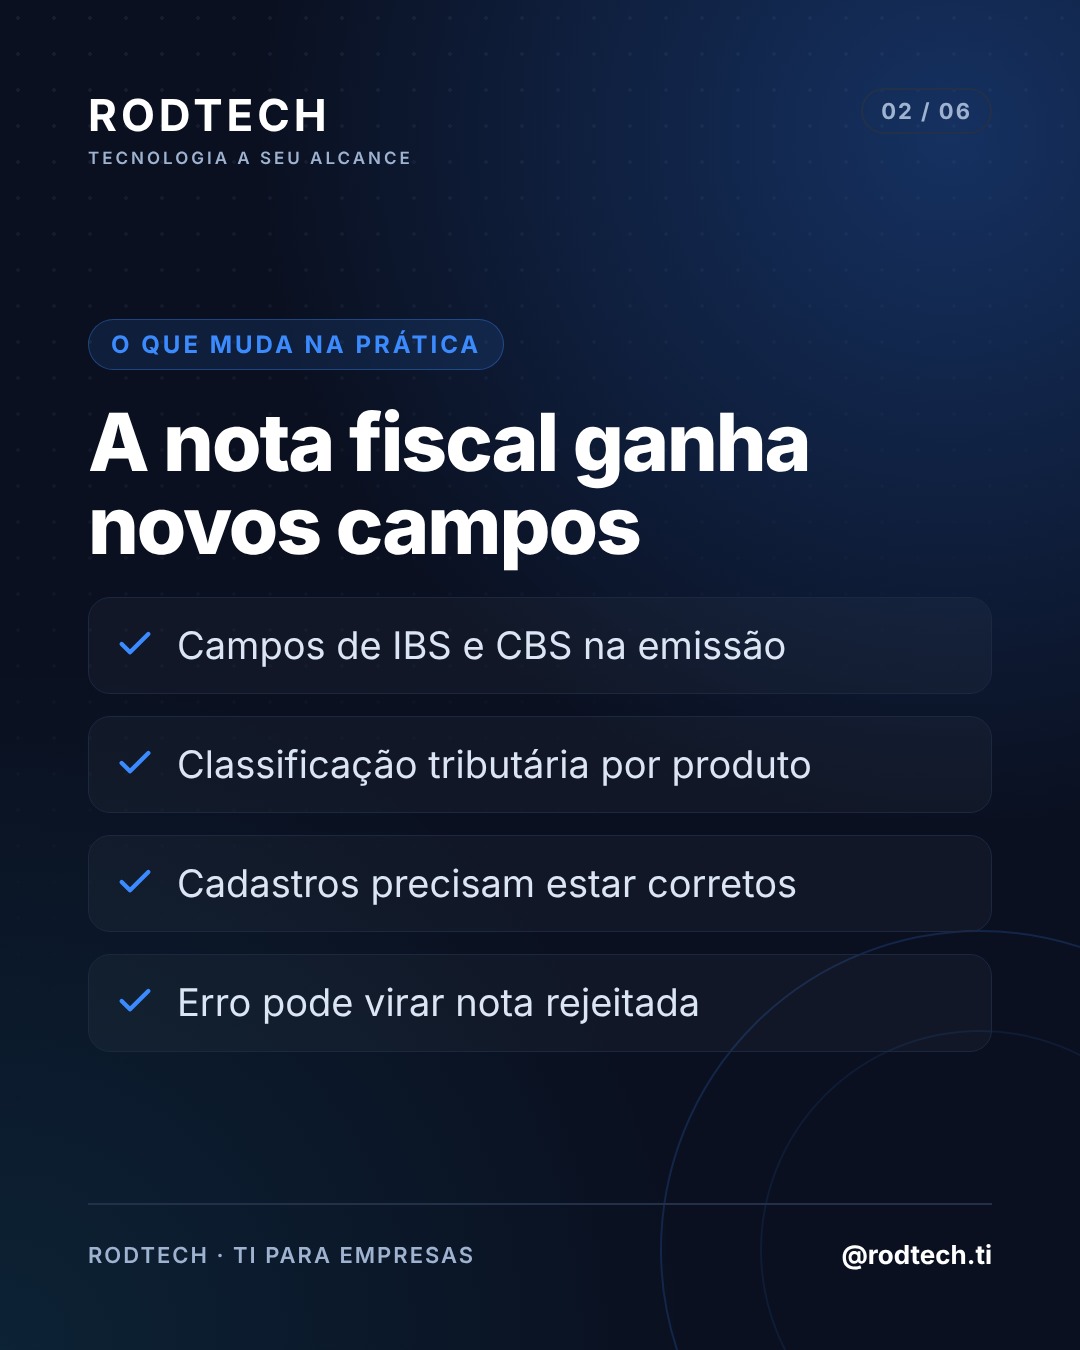 RODTECH
TECNOLOGIA A SEU ALCANCE
02 / 06
O QUE MUDA NA PRÁTICA
A nota fiscal ganha
novos campos
Campos de IBS e CBS na emissão
Classificação tributária por produto
Cadastros precisam estar corretos
Erro pode virar nota rejeitada
RODTECH · TI PARA EMPRESAS
@rodtech.ti